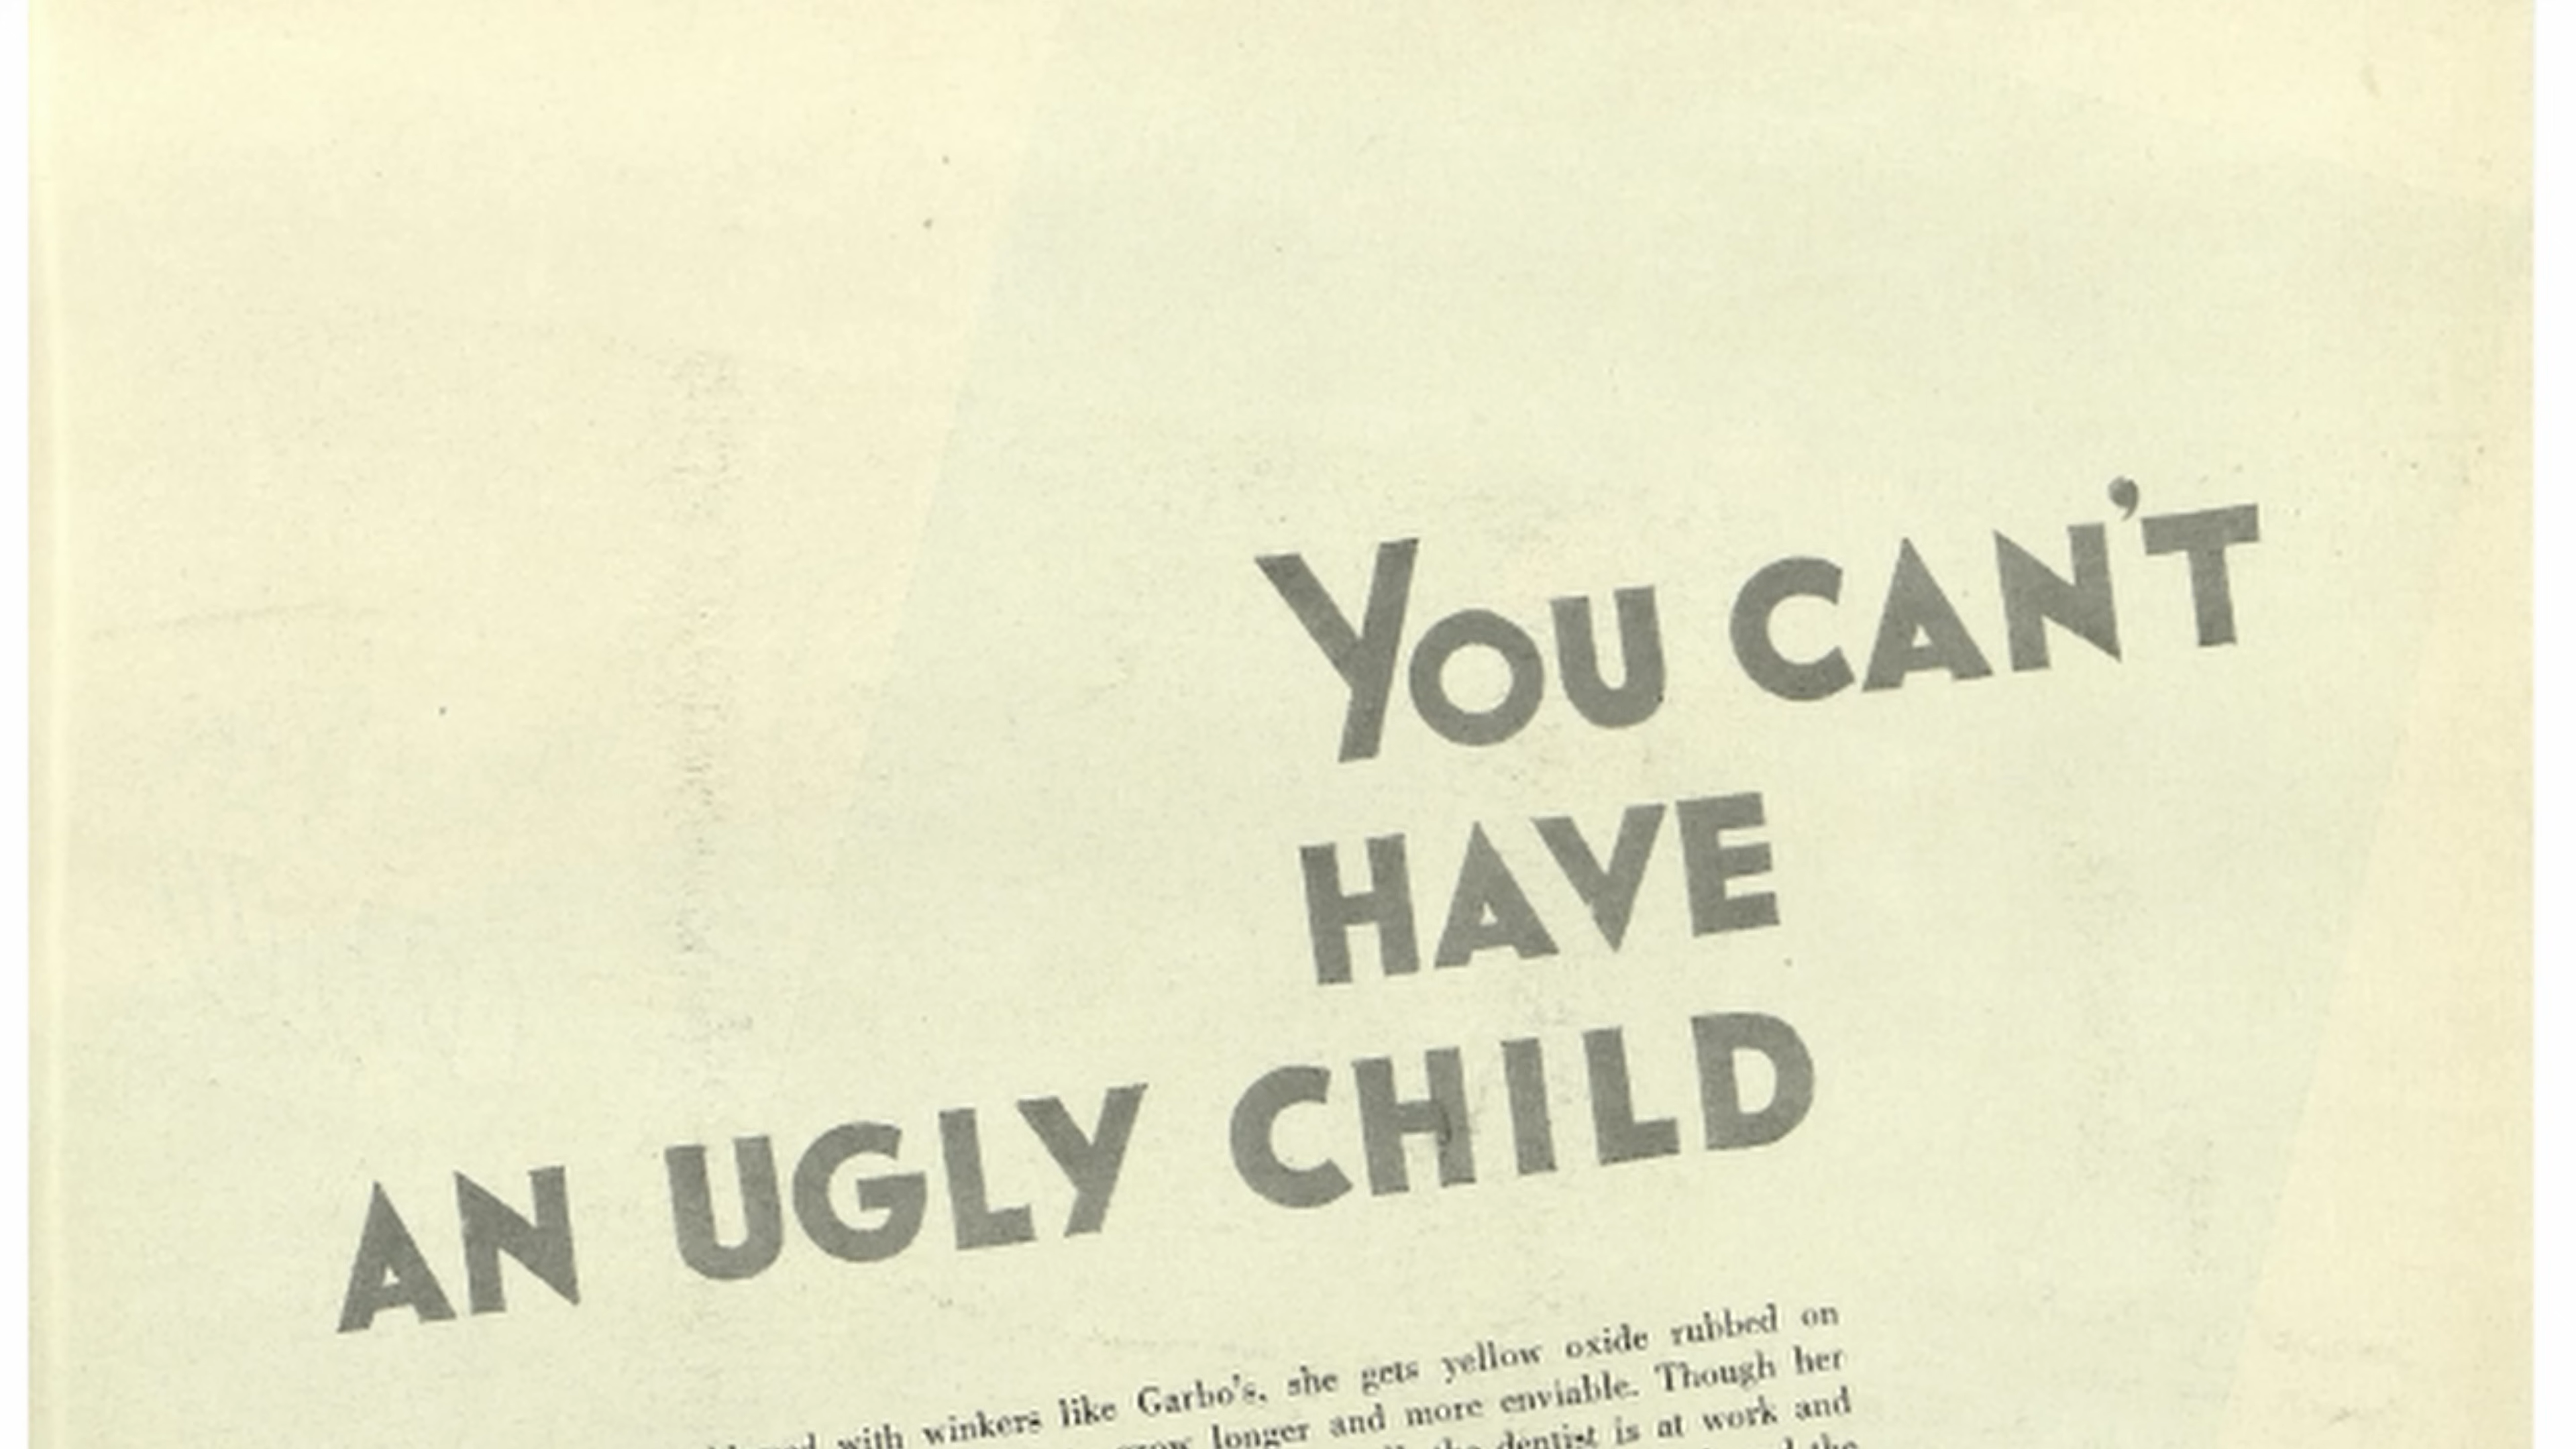 YOU CAN'T
HAVE
AN UGLY CHILD
with winkers like Garbo's, she gets yellow oxide rubbed on
longer and more enviable. Though her
dentist is at work and
the